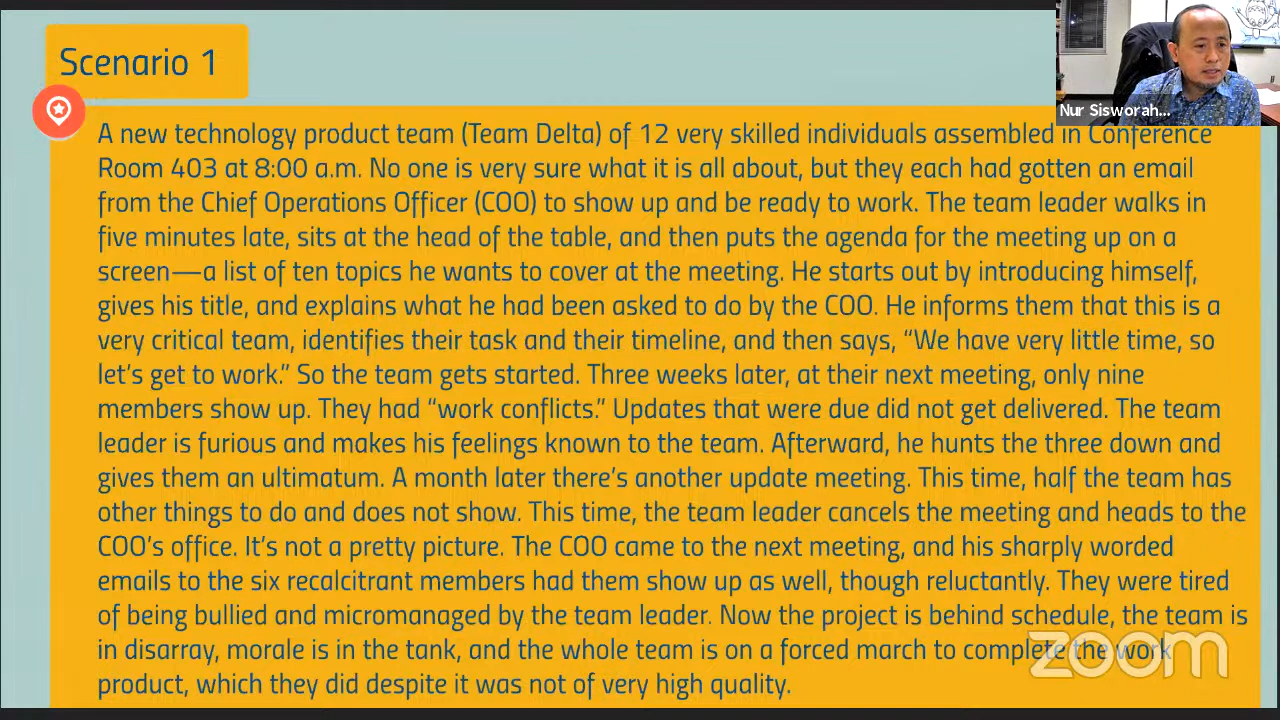 Scenario 1
Nur Sisworah...
A new technology product team (Team Delta) of 12 very skilled individuals assembled in Conference
Room 403 at 8:00 a.m. No one is very sure what it is all about, but they each had gotten an email
from the Chief Operations Officer (COO) to show up and be ready to work. The team leader walks in
five minutes late, sits at the head of the table, and then puts the agenda for the meeting up on a
screen—a list of ten topics he wants to cover at the meeting. He starts out by introducing himself,
gives his title, and explains what he had been asked to do by the COO. He informs them that this is a
very critical team, identifies their task and their timeline, and then says, “We have very little time, so
let’s get to work.” So the team gets started. Three weeks later, at their next meeting, only nine
members show up. They had “work conflicts.” Updates that were due did not get delivered. The team
leader is furious and makes his feelings known to the team. Afterward, he hunts the three down and
gives them an ultimatum. A month later there’s another update meeting. This time, half the team has
other things to do and does not show. This time, the team leader cancels the meeting and heads to the
COO’s office. It’s not a pretty picture. The COO came to the next meeting, and his sharply worded
emails to the six recalcitrant members had them show up as well, though reluctantly. They were tired
of being bullied and micromanaged by the team leader. Now the project is behind schedule, the team is
in disarray, morale is in the tank, and the whole team is on a forced march to complete the work
product, which they did despite it was not of very high quality.
zoom